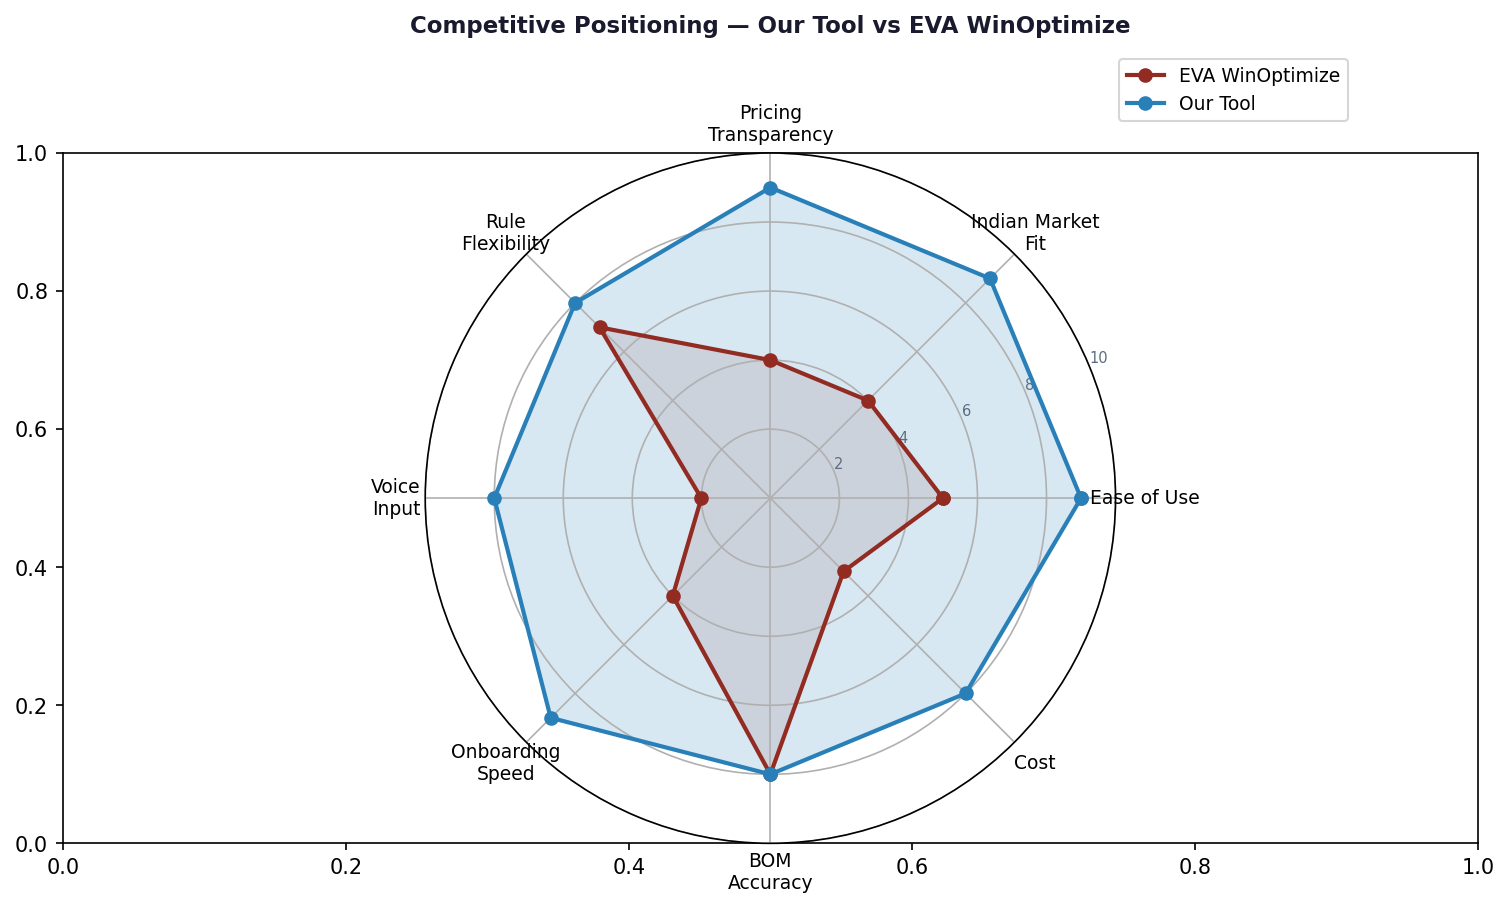 Competitive Positioning — Our Tool vs EVA WinOptimize
EVA WinOptimize
Our Tool
Pricing
Transparency
Rule
Flexibility
Indian Market
Fit
Voice
Input
Ease of Use
Onboarding
Speed
Cost
BOM
Accuracy
2
4
6
8
10
1.0
0.8
0.6
0.4
0.2
0.0
0.0
0.2
0.4
0.6
0.8
1.0